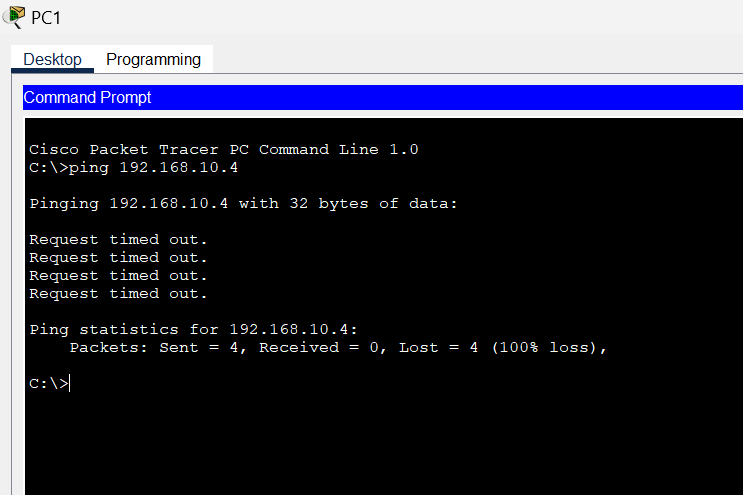 PC1
Desktop Programming
Command Prompt
Cisco Packet Tracer PC Command Line 1.0
C:\>ping 192.168.10.4
Pinging 192.168.10.4 with 32 bytes of data:
Request timed out.
Request timed out.
Request timed out.
Request timed out.
Ping statistics for 192.168.10.4:
    Packets: Sent = 4, Received = 0, Lost = 4 (100% loss),
C:\>